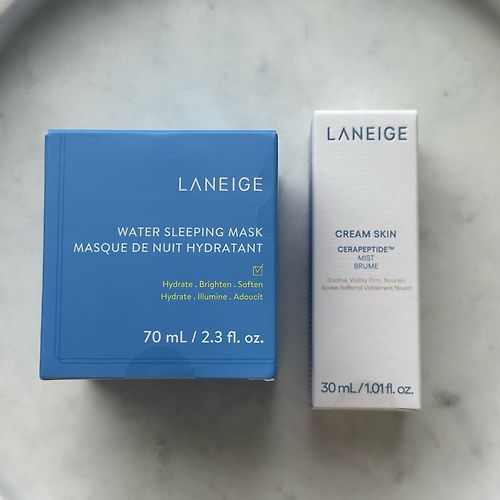 LANEIGE
WATER SLEEPING MASK
MASQUE DE NUIT HYDRATANT
Hydrate . Brighten . Soften
Hydrate . Illumine . Adoucit
70 mL / 2.3 fl. oz.
LANEIGE
CREAM SKIN
CERAPEPTIDE™
MIST
BRUME
Soothe, Visibly Firm, Nourish
Apaise, Raffermit Visiblement, Nourrit
30 mL/1.01 fl. oz.